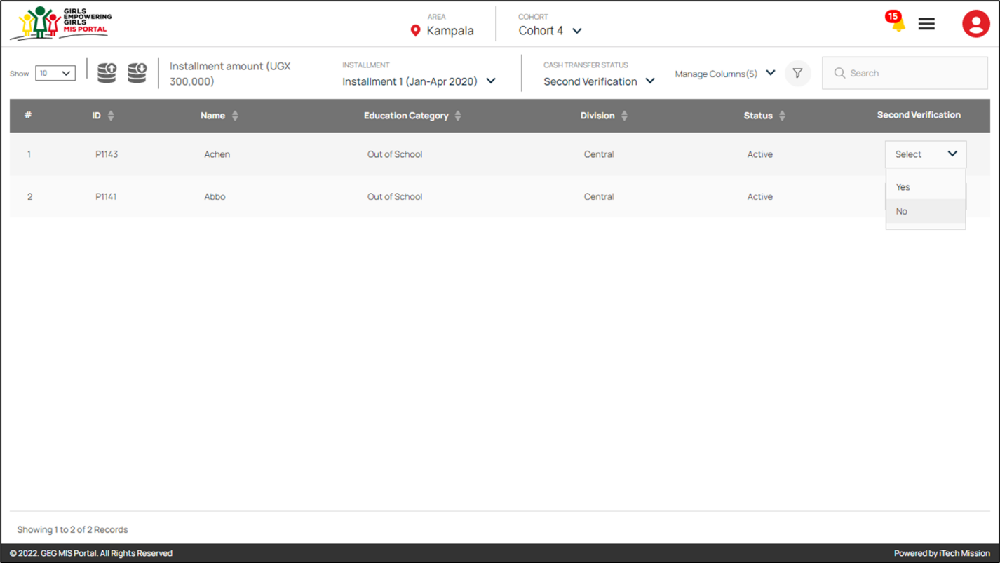 GIRLS
EMPOWERING
GIRLS
MIS PORTAL
AREA
Kampala
COHORT
Cohort 4
15
Show 10
Installment amount (UGX
300,000)
INSTALLMENT
Installment 1 (Jan-Apr 2020)
CASH TRANSFER STATUS
Second Verification
Manage Columns(5)
Search
# ID Name Education Category Division Status Second Verification
1 P1143 Achen Out of School Central Active Select
Yes
2 P1141 Abbo Out of School Central Active
No
Showing 1 to 2 of 2 Records
© 2022. GEG MIS Portal. All Rights Reserved
Powered by iTech Mission